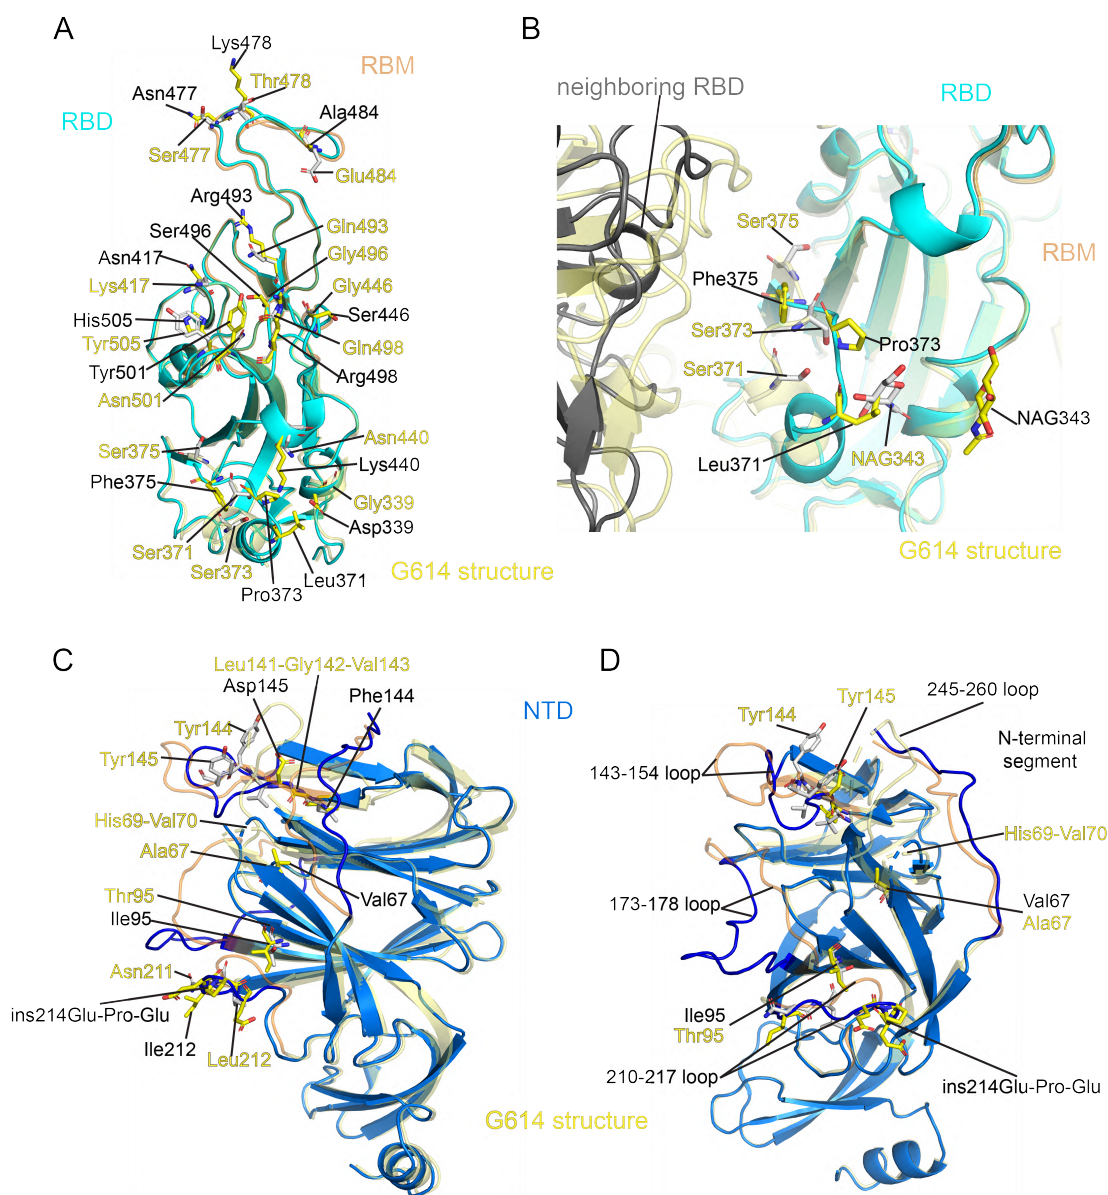 A
Lys478
Thr478
RBM
Asn477
RBD
Ala484
Ser477
Glu484
Arg493
Gln493
Ser496
Gly496
Asn417
Lys417
Gly446
His505
Ser446
Tyr505
Gln498
Tyr501
Arg498
Asn501
Ser375
Asn440
Lys440
Phe375
Gly339
Asp339
Ser371
Ser373
Leu371
Pro373
G614 structure
B
neighboring RBD
RBD
Ser375
RBM
Phe375
Ser373
Pro373
Ser371
NAG343
Leu371
NAG343
G614 structure
C
Leu141-Gly142-Val143
Asp145
Phe144
NTD
Tyr144
Tyr145
His69-Val70
Ala67
Val67
Thr95
Ile95
Asn211
ins214Glu-Pro-Glu
Ile212
Leu212
G614 structure
D
245-260 loop
Tyr145
Tyr144
N-terminal
segment
143-154 loop
His69-Val70
173-178 loop
Val67
Ala67
Ile95
Thr95
210-217 loop
ins214Glu-Pro-Glu